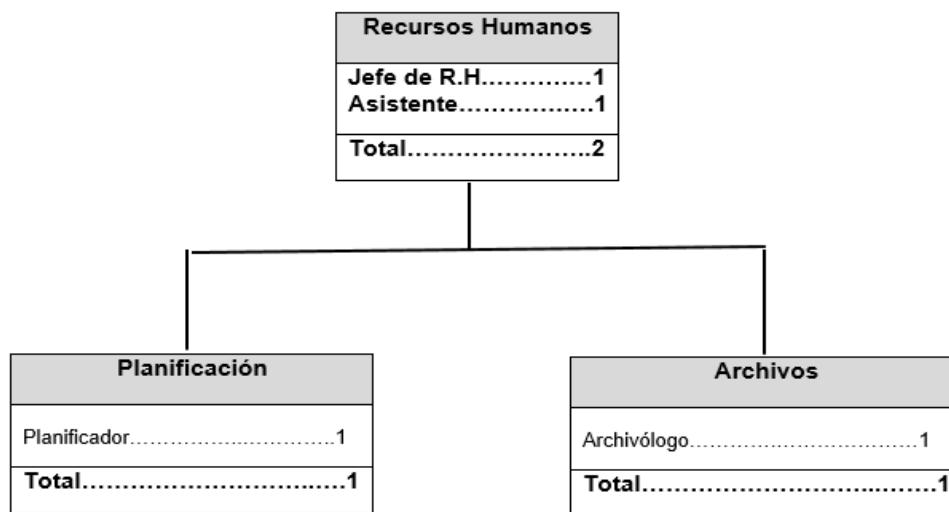 Recursos Humanos
Jefe de R.H.……….….1
Asistente………….….1
Total…………………..2
Planificación
Planificador……………..………….1
Total………………………..…..1
Archivos
Archivólogo………….……………….1
Total……………………...…….1